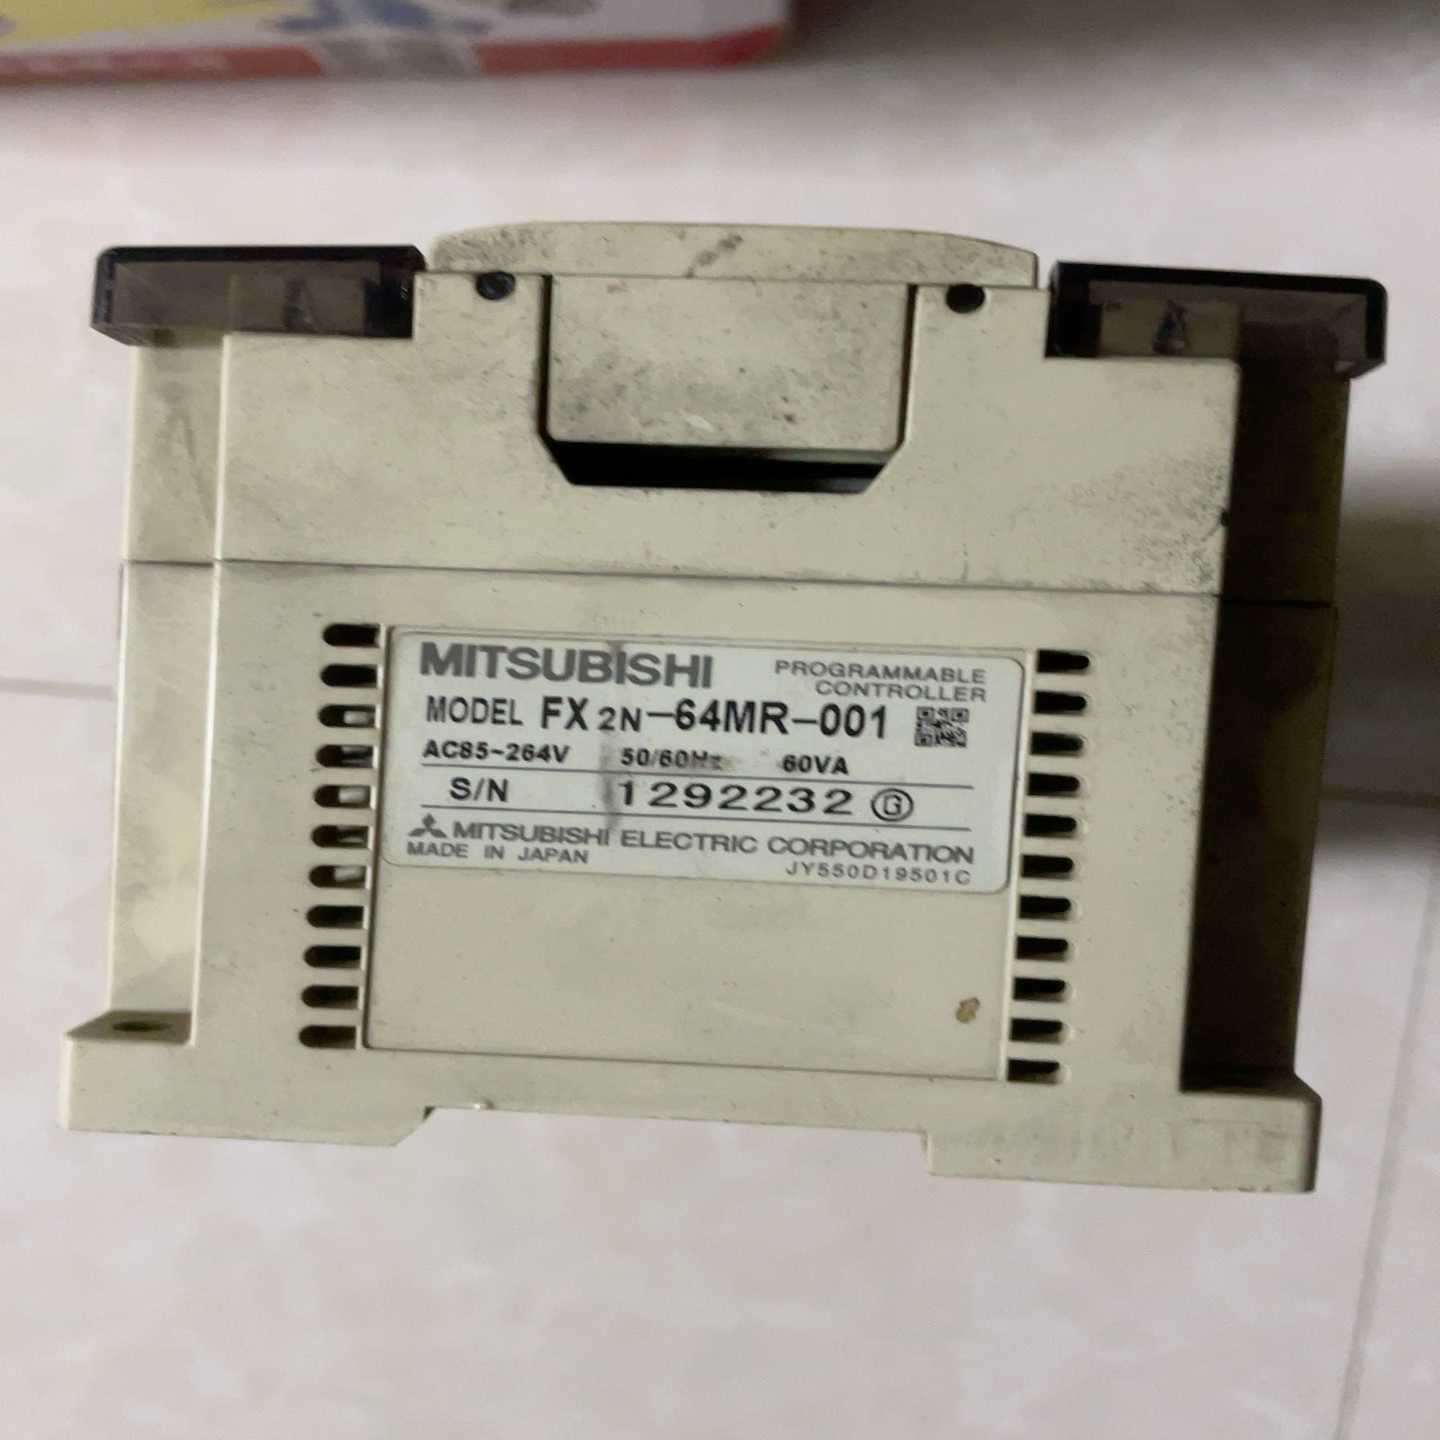 MITSUBISHI
PROGRAMMABLE
CONTROLLER
MODEL FX2N-64MR-001
AC85~264V 50/60Hz 60VA
S/N 1292232 G
MITSUBISHI ELECTRIC CORPORATION
MADE IN JAPAN JY550D19501C